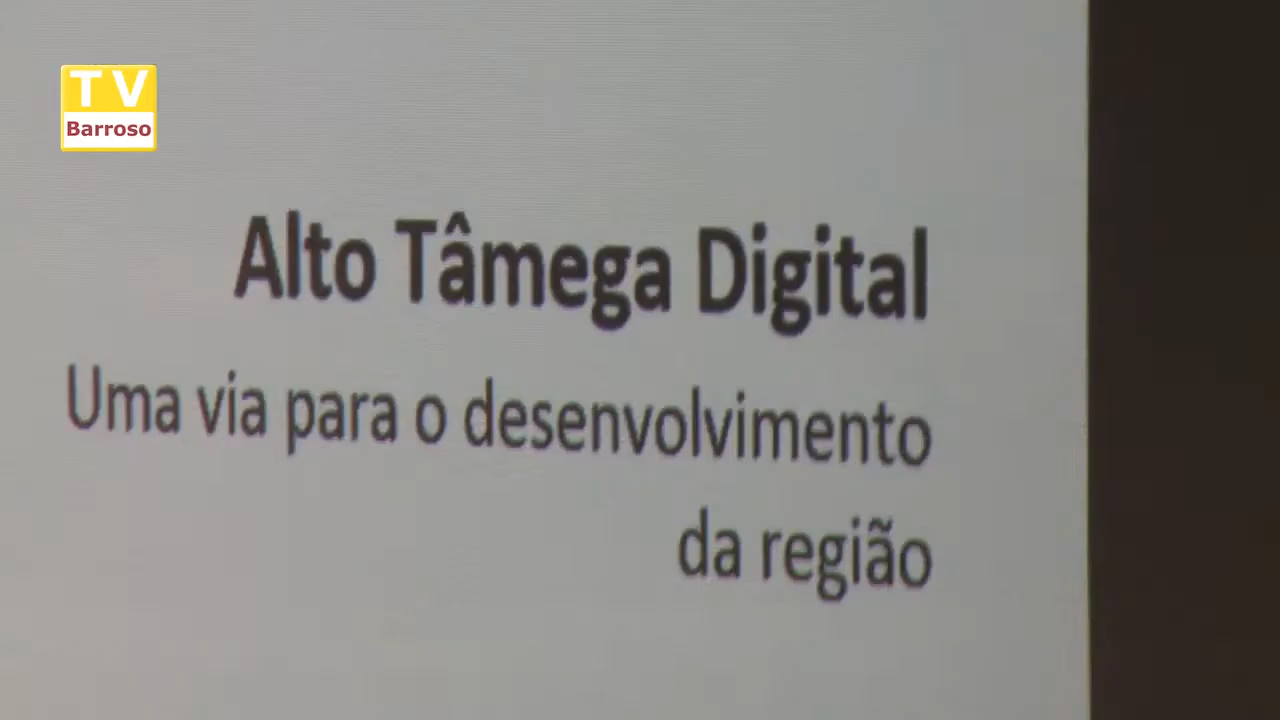 TV
Barroso
Alto Tâmega Digital
Uma via para o desenvolvimento
da região